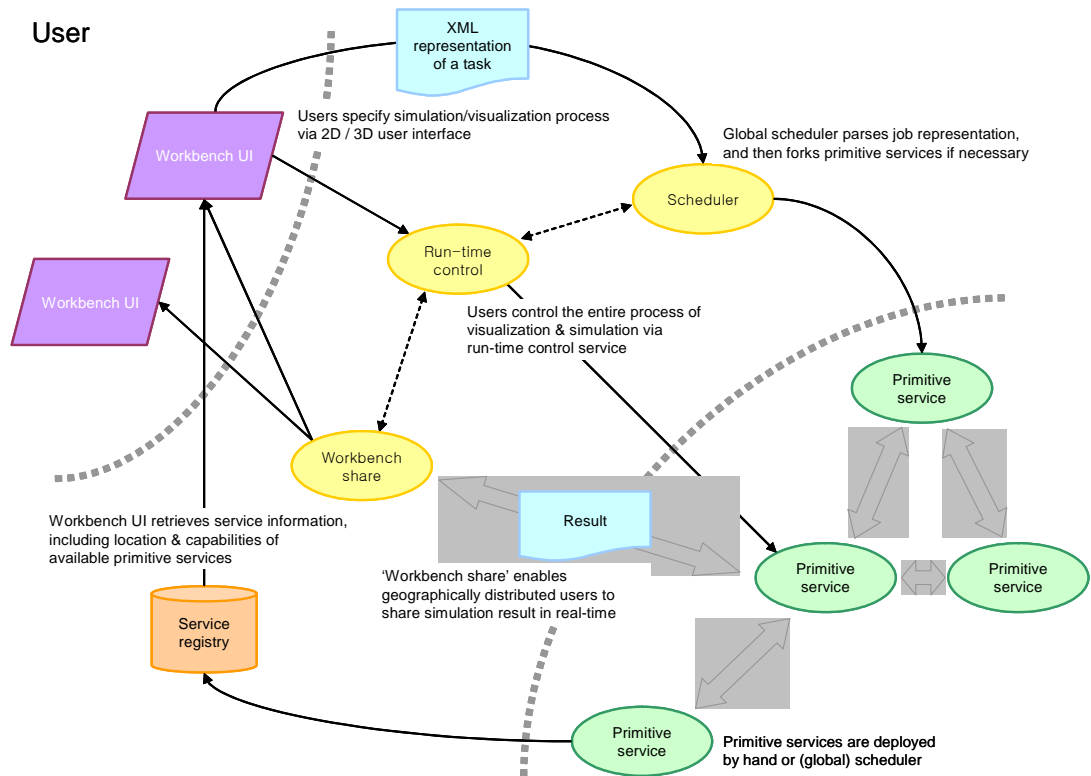 User
XML
representation
of a task
Users specify simulation/visualization process
via 2D / 3D user interface
Workbench UI
Global scheduler parses job representation,
and then forks primitive services if necessary
Scheduler
Run-time
control
Workbench UI
Users control the entire process of
visualization & simulation via
run-time control service
Primitive
service
Workbench
share
Workbench UI retrieves service information,
including location & capabilities of
available primitive services
Result
Primitive
service
Primitive
service
‘Workbench share’ enables
geographically distributed users to
share simulation result in real-time
Service
registry
Primitive
service
Primitive services are deployed
by hand or (global) scheduler